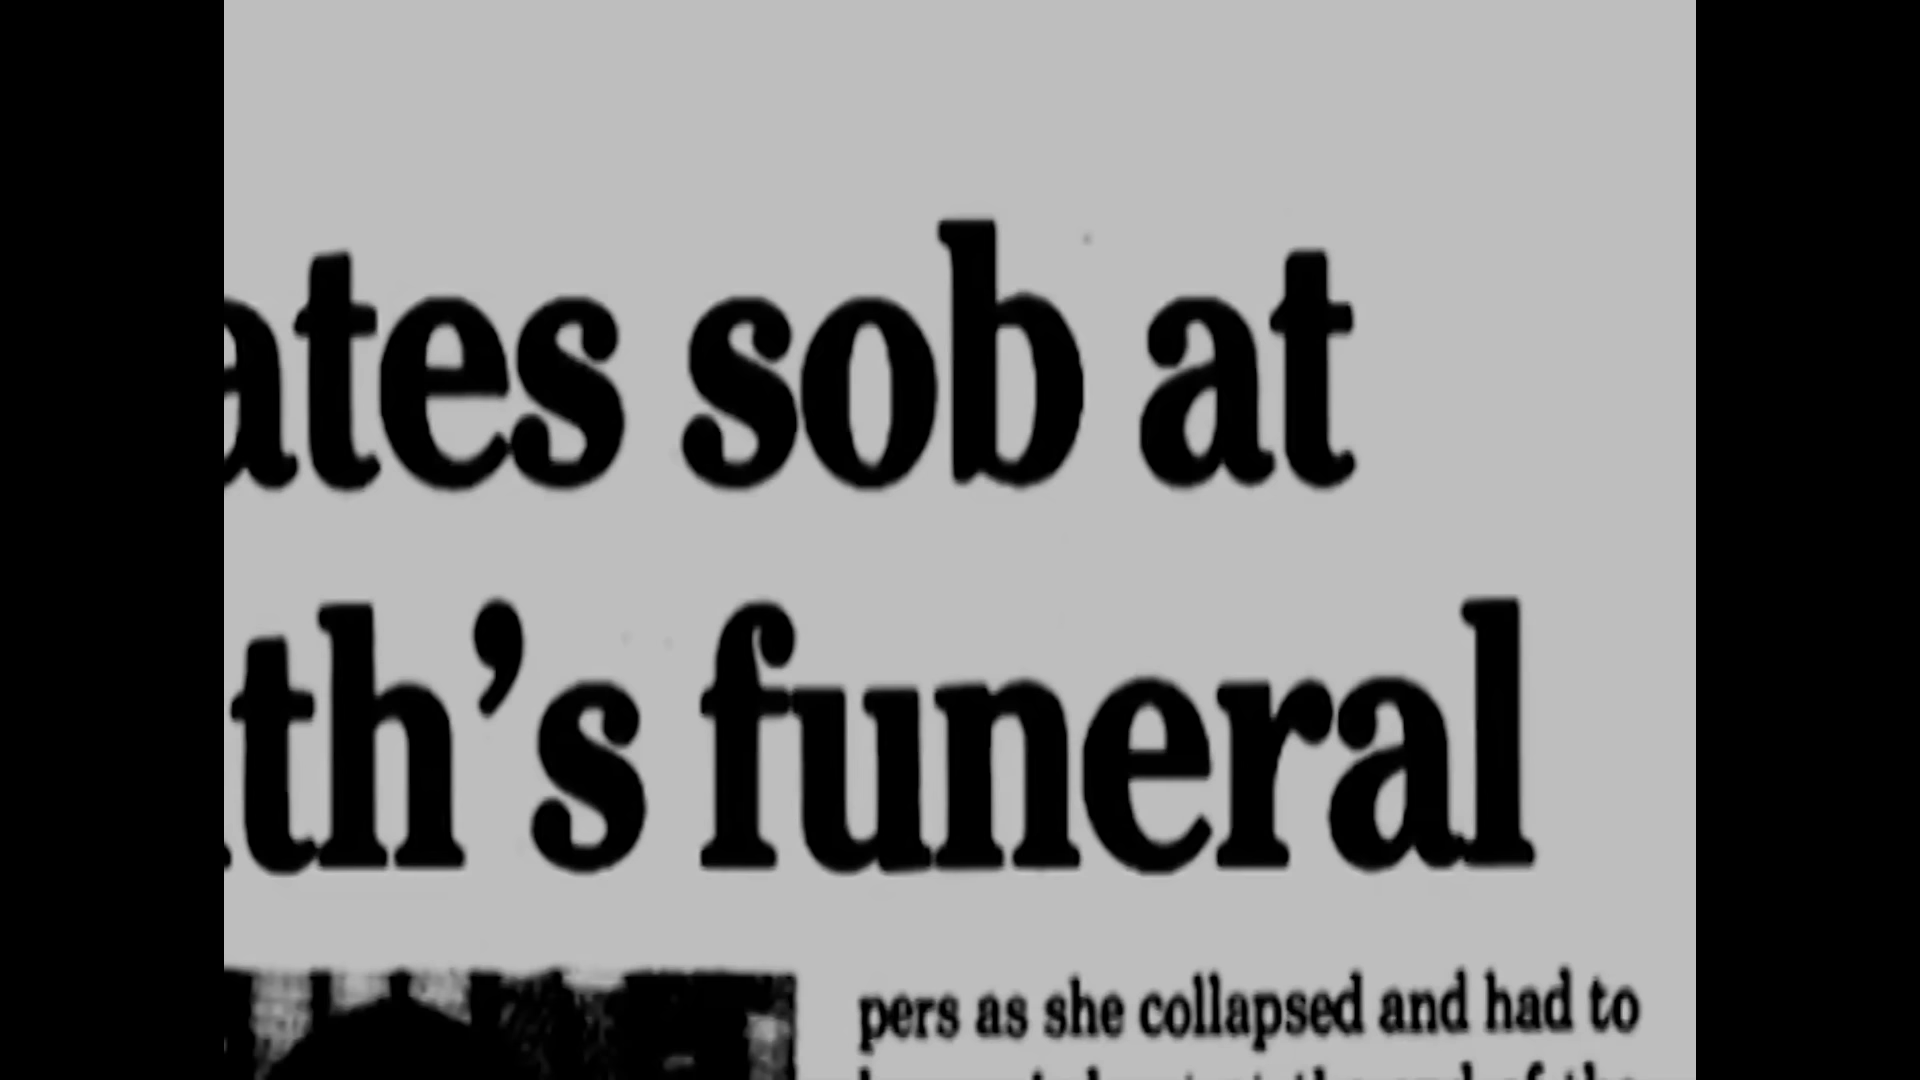 ates sob at
th's funeral
pers as she collapsed and had to